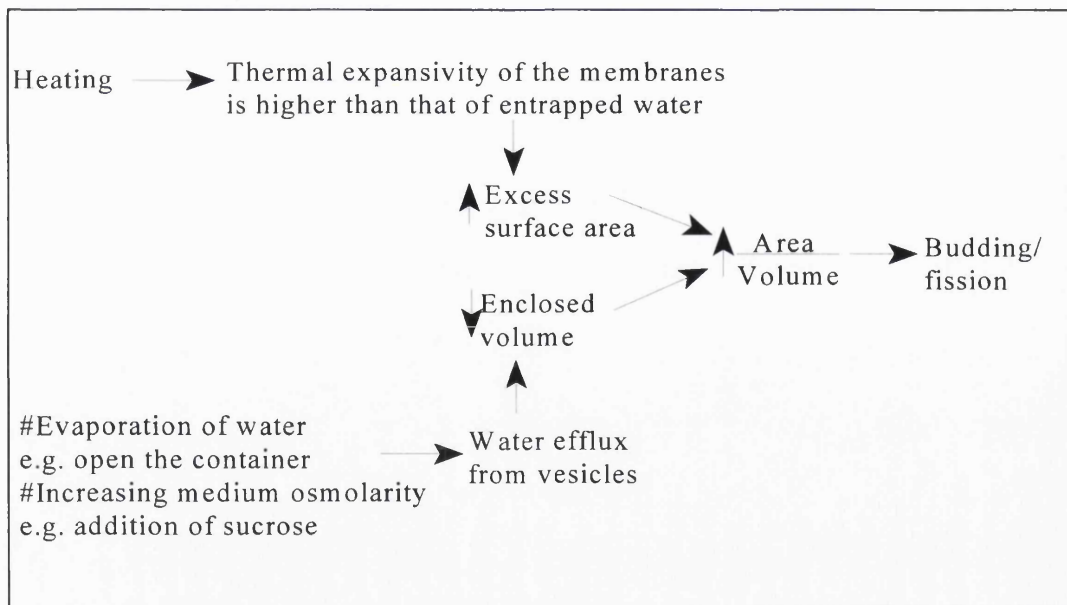 Heating
Thermal expansivity of the membranes
is higher than that of entrapped water
Excess
surface area
Area
Volume
Budding/
fission
Enclosed
volume
#Evaporation of water
e.g. open the container
#Increasing medium osmolarity
e.g. addition of sucrose
Water efflux
from vesicles